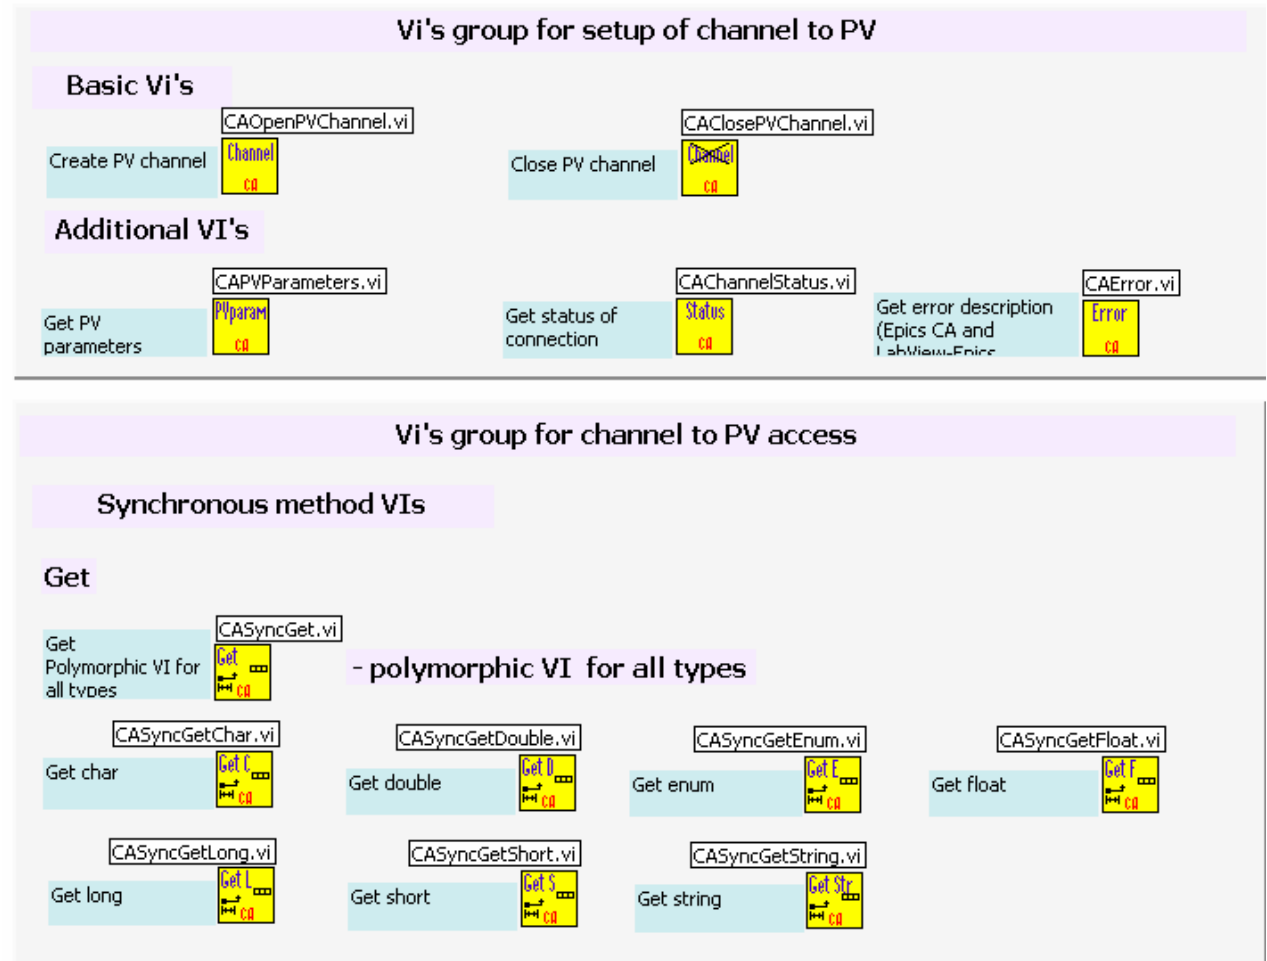 Vi's group for setup of channel to PV
Basic Vi's
CAOpenPVChannel.vi
CAClosePVChannel.vi
Create PV channel
Channel
CA
Close PV channel
Channel
CA
Additional VI's
CAPVParameters.vi
CAChannelStatus.vi
CAError.vi
Get PV
parameters
PVparam
CA
Get status of
connection
Status
CA
Get error description
(Epics CA and
LabView-Epics
Error
CA
Vi's group for channel to PV access
Synchronous method VIs
Get
CASyncGet.vi
Get
Polymorphic VI for
all types
Get
CA
- polymorphic VI for all types
CASyncGetChar.vi
CASyncGetDouble.vi
CASyncGetEnum.vi
CASyncGetFloat.vi
Get char
Get C
CA
Get double
Get D
CA
Get enum
Get E
CA
Get float
Get F
CA
CASyncGetLong.vi
CASyncGetShort.vi
CASyncGetString.vi
Get long
Get L
CA
Get short
Get S
CA
Get string
Get Str
CA